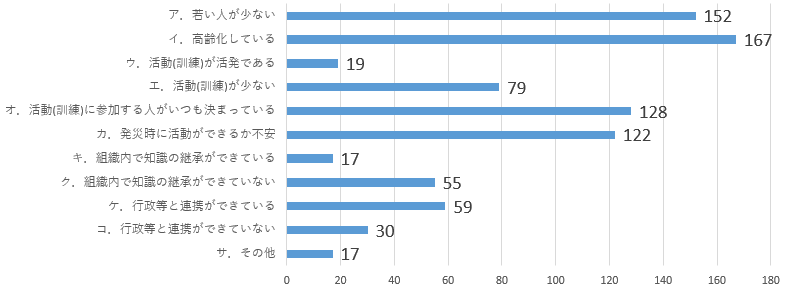 ア．若い人が少ない 152
イ．高齢化している 167
ウ．活動(訓練)が活発である 19
エ．活動(訓練)が少ない 79
オ．活動(訓練)に参加する人がいつも決まっている 128
カ．発災時に活動ができるか不安 122
キ．組織内で知識の継承ができている 17
ク．組織内で知識の継承ができていない 55
ケ．行政等と連携ができている 59
コ．行政等と連携ができていない 30
サ．その他 17
0 20 40 60 80 100 120 140 160 180